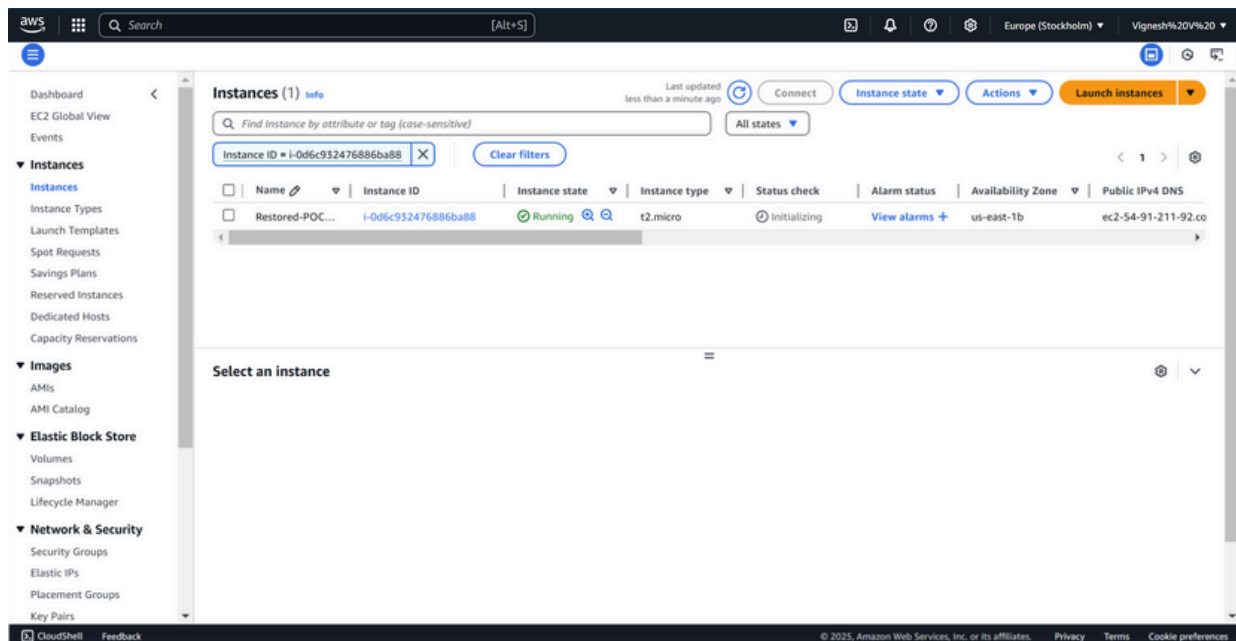 aws Search [Alt+S] Europe (Stockholm) ▼ Vignesh%20V%20 ▼
Dashboard
EC2 Global View
Events
▼ Instances
Instances
Instance Types
Launch Templates
Spot Requests
Savings Plans
Reserved Instances
Dedicated Hosts
Capacity Reservations
▼ Images
AMIs
AMI Catalog
▼ Elastic Block Store
Volumes
Snapshots
Lifecycle Manager
▼ Network & Security
Security Groups
Elastic IPs
Placement Groups
Key Pairs
Instances (1) Info
Last updated
less than a minute ago
Connect Instance state ▼ Actions ▼ Launch instances ▼
Find Instance by attribute or tag (case-sensitive) All states ▼
Instance ID = i-0d6c932476886ba88 Clear filters < 1 >
Name Instance ID Instance state Instance type Status check Alarm status Availability Zone Public IPv4 DNS
Restored-POC... i-0d6c932476886ba88 Running t2.micro Initializing View alarms + us-east-1b ec2-54-91-211-92.co
Select an instance
CloudShell Feedback © 2025, Amazon Web Services, Inc. or its affiliates. Privacy Terms Cookie preferences